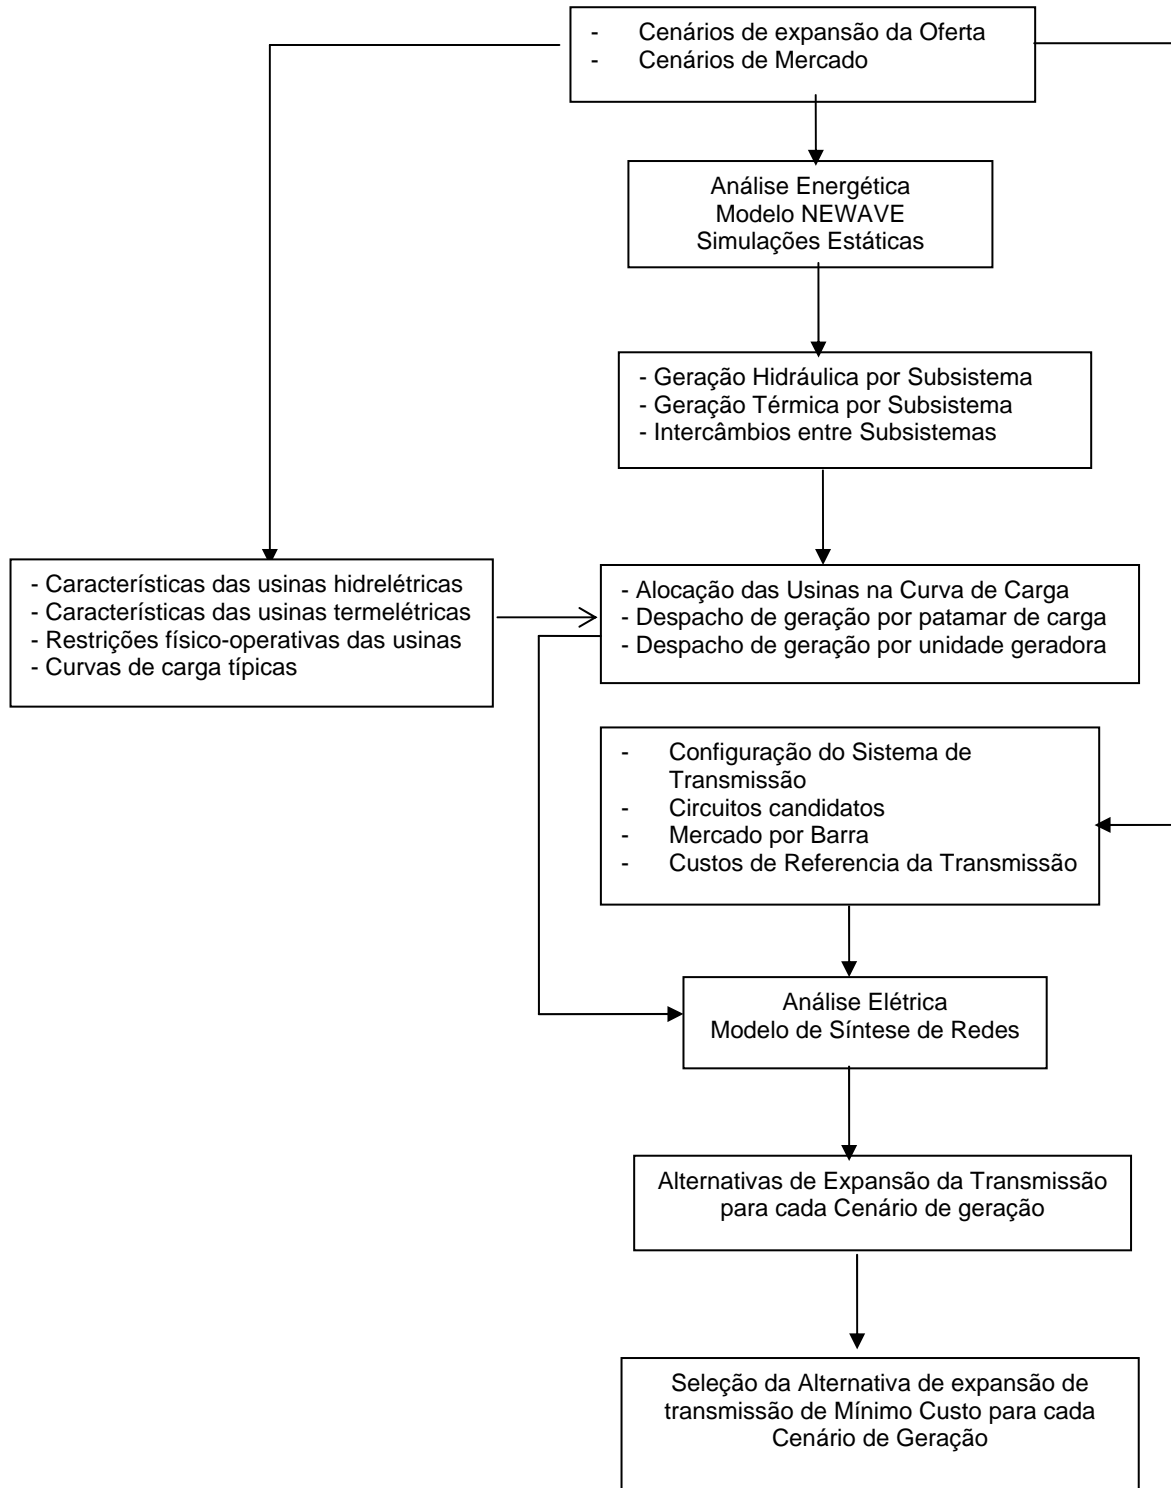 - Cenários de expansão da Oferta
- Cenários de Mercado
Análise Energética
Modelo NEWAVE
Simulações Estáticas
- Geração Hidráulica por Subsistema
- Geração Térmica por Subsistema
- Intercâmbios entre Subsistemas
- Características das usinas hidrelétricas
- Características das usinas termelétricas
- Restrições físico-operativas das usinas
- Curvas de carga típicas
- Alocação das Usinas na Curva de Carga
- Despacho de geração por patamar de carga
- Despacho de geração por unidade geradora
- Configuração do Sistema de
Transmissão
- Circuitos candidatos
- Mercado por Barra
- Custos de Referencia da Transmissão
Análise Elétrica
Modelo de Síntese de Redes
Alternativas de Expansão da Transmissão
para cada Cenário de geração
Seleção da Alternativa de expansão de
transmissão de Mínimo Custo para cada
Cenário de Geração